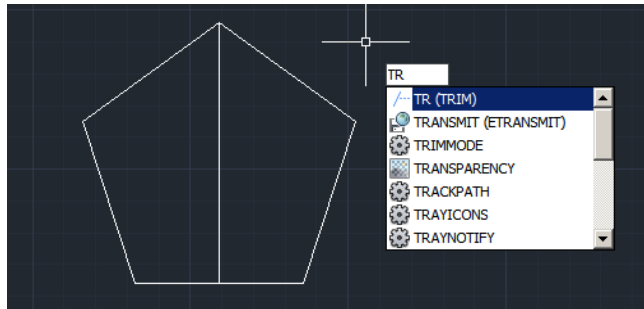 TR
TR (TRIM)
TRANSMIT (ETRANSMIT)
TRIMMODE
TRANSPARENCY
TRACKPATH
TRAYICONS
TRAYNOTIFY